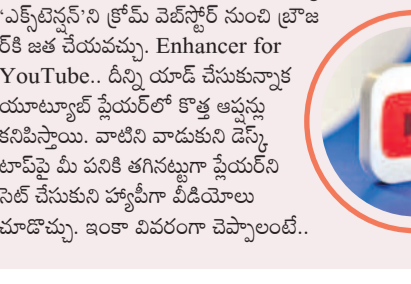 ‘ఎక్స్‌టెన్షన్’ని క్రోమ్ వెబ్‌స్టోర్ నుంచి బ్రౌజ
ర్‌కి జత చేయవచ్చు. Enhancer for
YouTube.. దీన్ని యాడ్ చేసుకున్నాక
యూట్యూబ్ ప్లేయర్‌లో కొత్త ఆప్షన్లు
కనిపిస్తాయి. వాటిని వాడుకుని డెస్క్
టాప్‌పై మీ పనికి తగినట్టుగా ప్లేయర్‌ని
సెట్ చేసుకుని హ్యాపీగా వీడియోలు
చూడొచ్చు. ఇంకా వివరంగా చెప్పాలంటే..